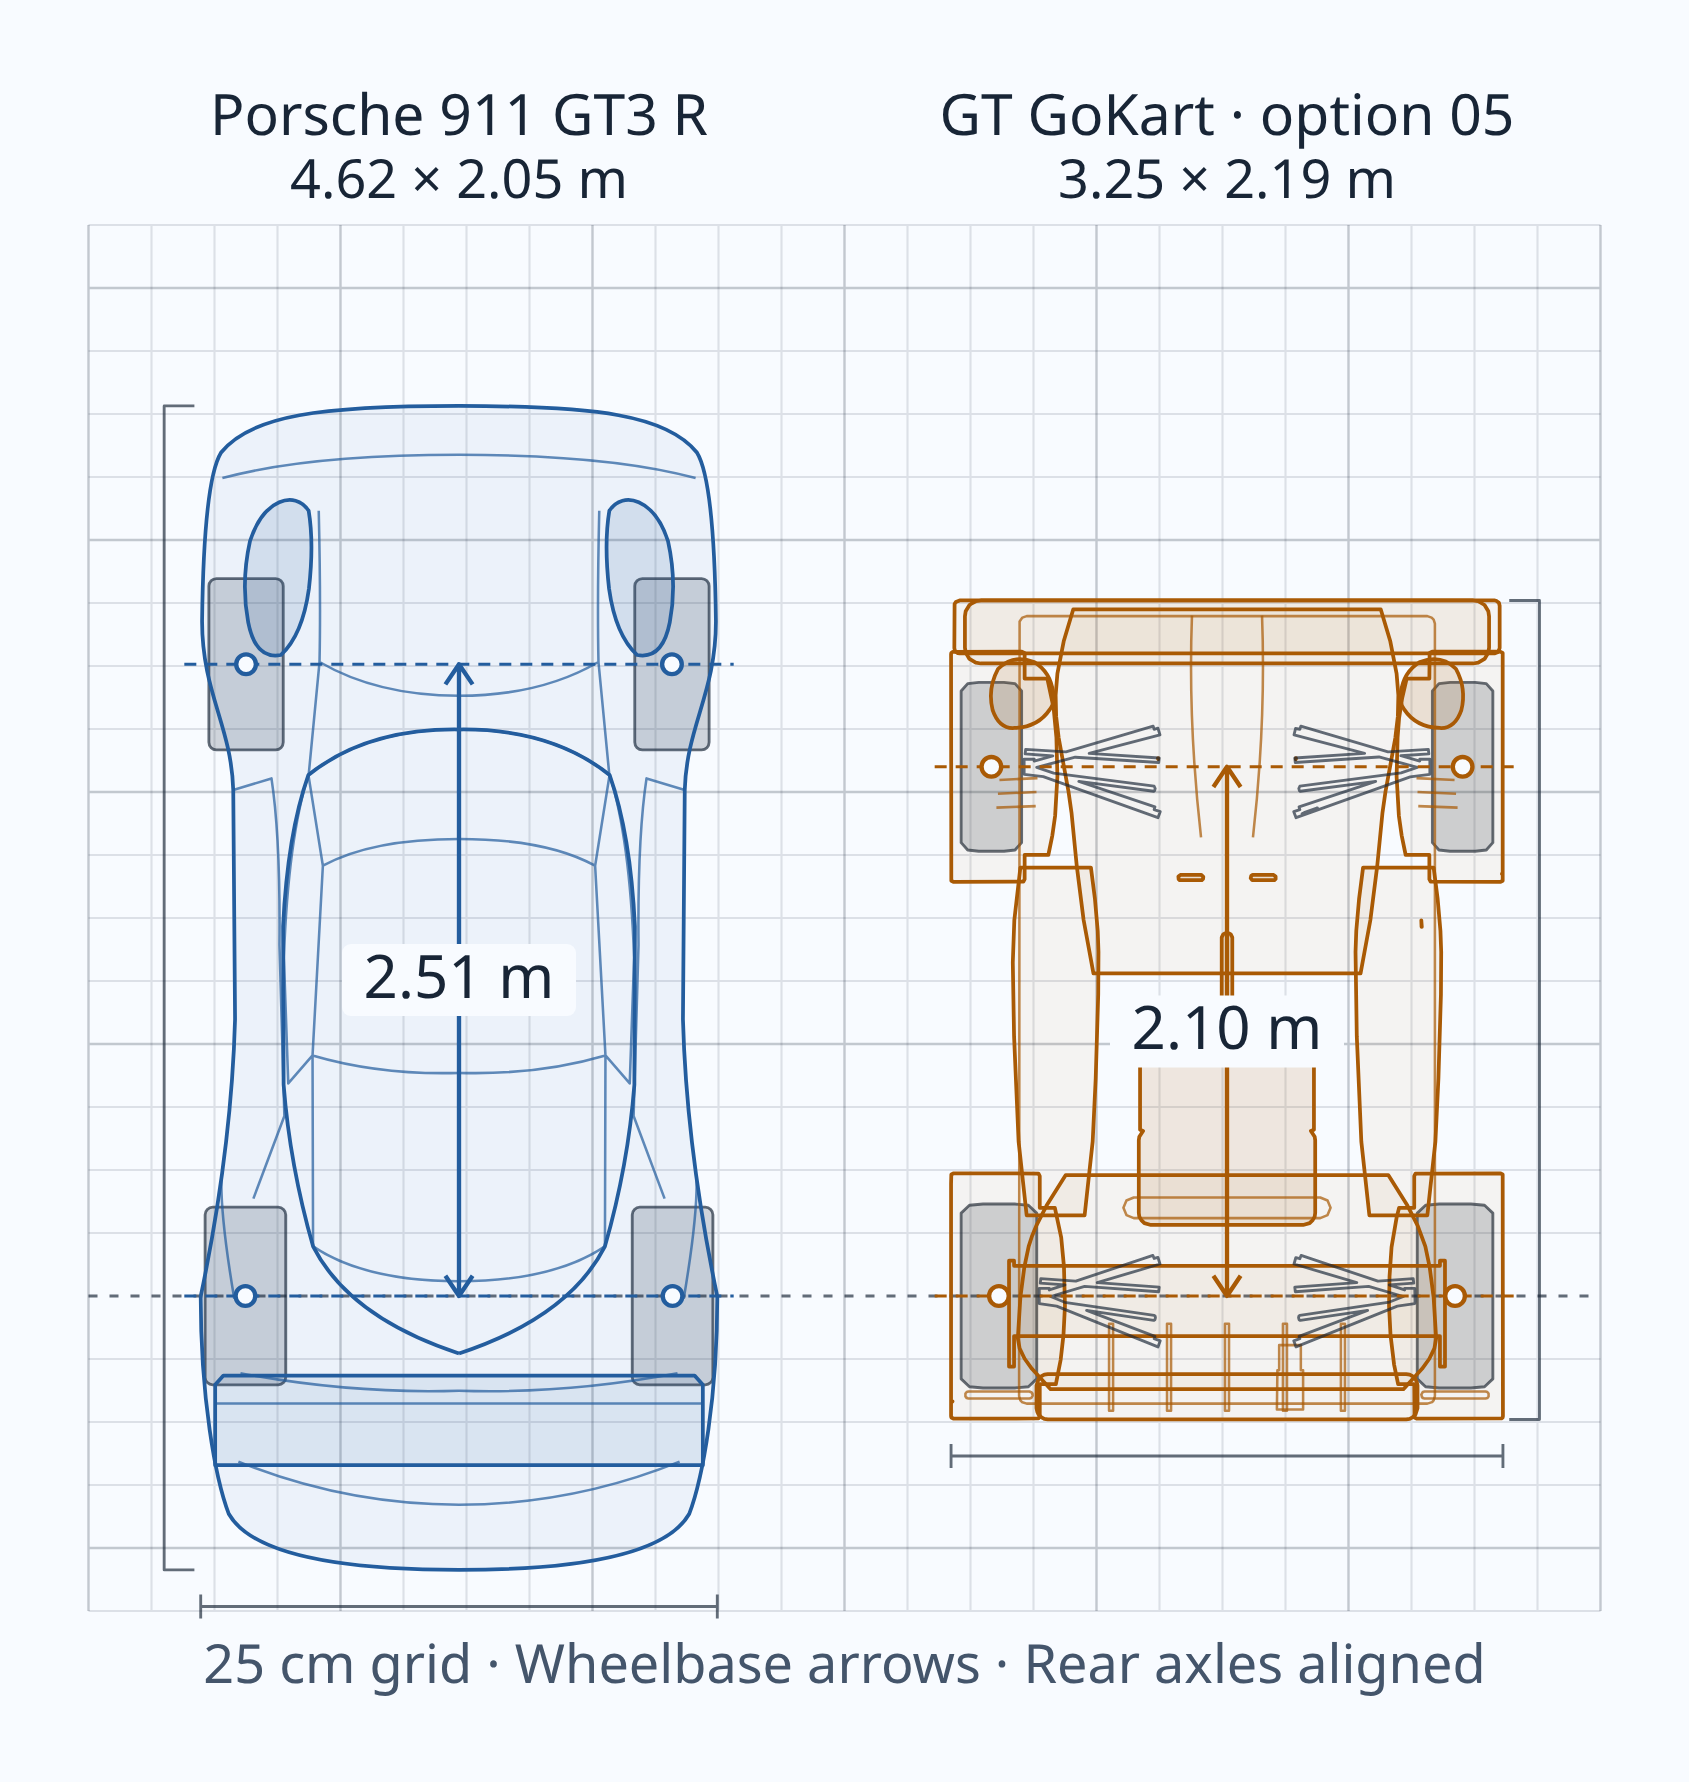 Porsche 911 GT3 R
4.62 × 2.05 m
GT GoKart · option 05
3.25 × 2.19 m
2.51 m
2.10 m
25 cm grid · Wheelbase arrows · Rear axles aligned